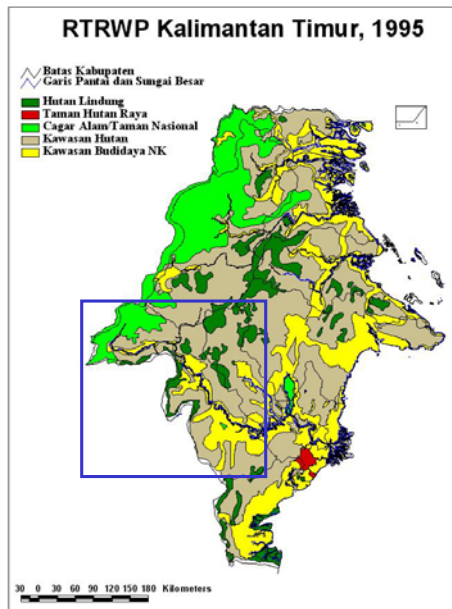 RTRWP Kalimantan Timur, 1995
Batas Kabupaten
Garis Pantai dan Sungai Besar
Hutan Lindung
Taman Hutan Raya
Cagar Alam/Taman Nasional
Kawasan Hutan
Kawasan Budidaya NK
30 0 30 60 90 120 150 180 Kilometers